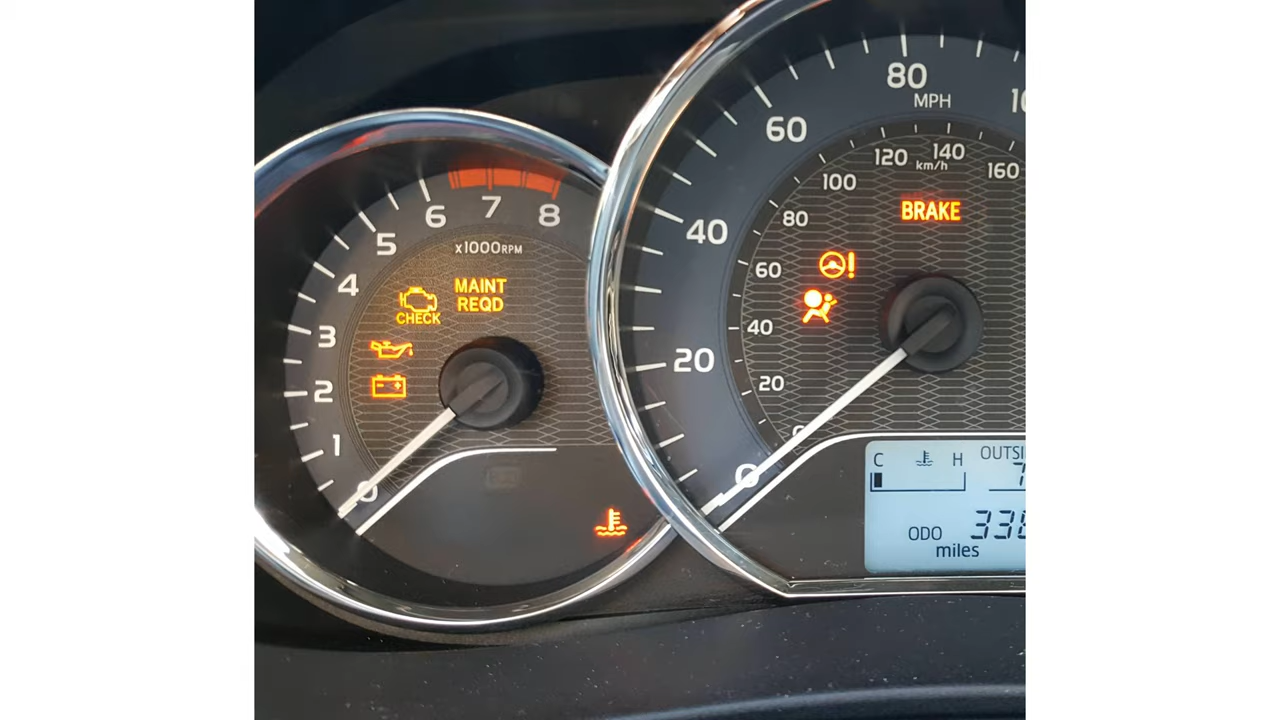 8
7
6
5
4
3
2
1
0
x1000RPM
MAINT
REQD
CHECK
80
MPH
60
40
20
0
120
140
160
km/h
100
80
60
40
20
BRAKE
C H
OUTSI
ODO
miles